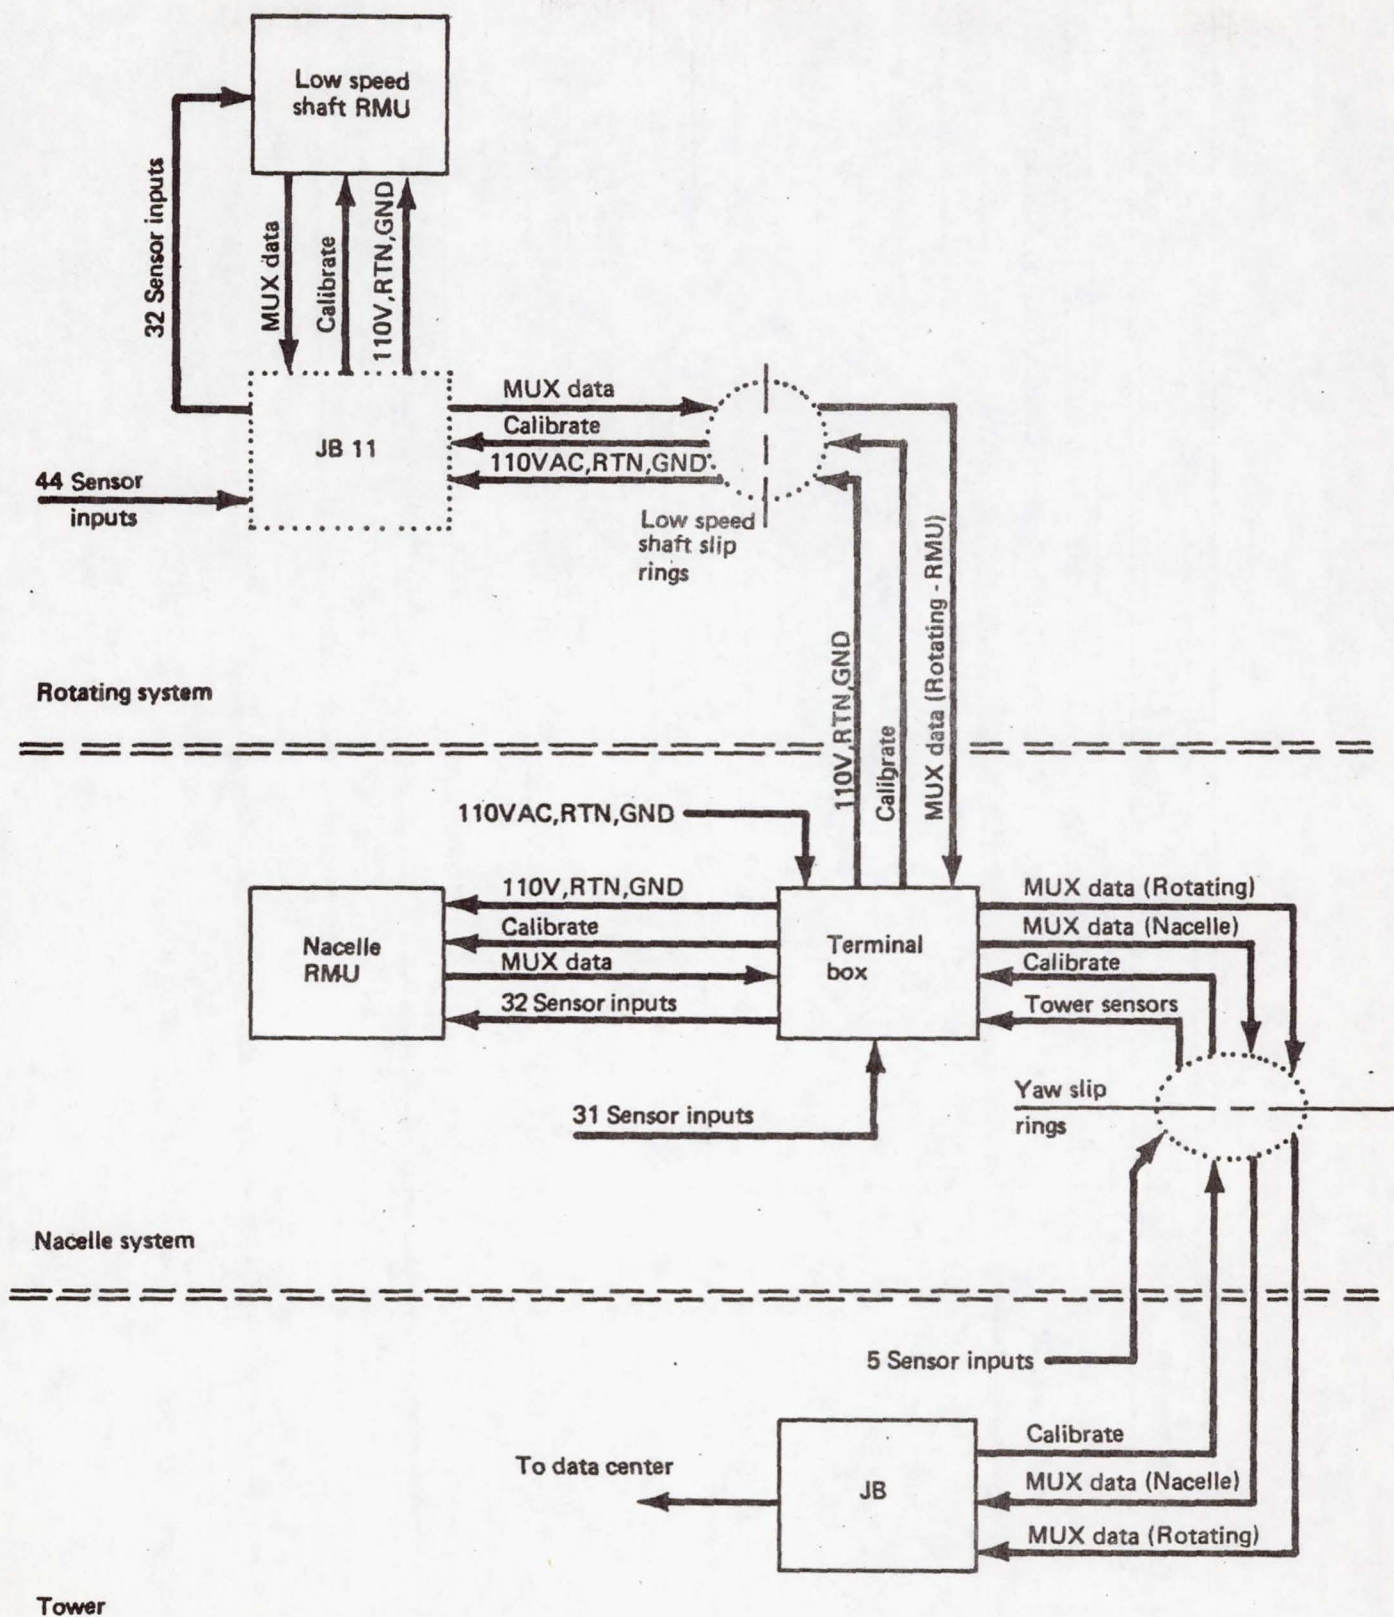 Low speed
shaft RMU
32 Sensor inputs
MUX data
Calibrate
110V,RTN,GND
JB 11
MUX data
Calibrate
110VAC,RTN,GND
44 Sensor
inputs
Low speed
shaft slip
rings
110V,RTN,GND
Calibrate
MUX data (Rotating - RMU)
Rotating system
110VAC,RTN,GND
Nacelle
RMU
110V,RTN,GND
Calibrate
MUX data
32 Sensor inputs
Terminal
box
MUX data (Rotating)
MUX data (Nacelle)
Calibrate
Tower sensors
31 Sensor inputs
Yaw slip
rings
Nacelle system
5 Sensor inputs
To data center
JB
Calibrate
MUX data (Nacelle)
MUX data (Rotating)
Tower